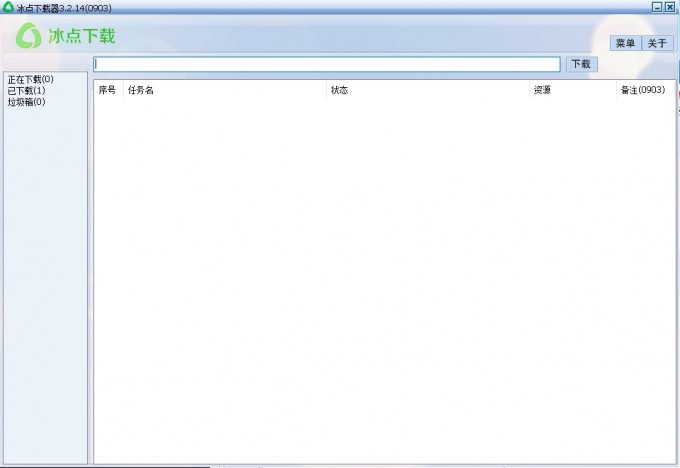 冰点下载器3.2.14(0903)
冰点下载
菜单 关于
下载
正在下载(0)
已下载(1)
垃圾箱(0)
序号 任务名 状态 资源 备注(0903)